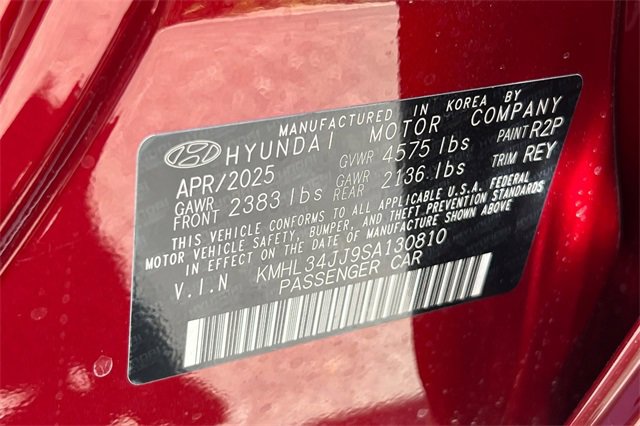 MANUFACTURED IN KOREA BY
HYUNDAI MOTOR COMPANY
APR/2025 GVWR 4575 lbs PAINT R2P
GAWR FRONT 2383 lbs GAWR REAR 2136 lbs TRIM REY
THIS VEHICLE CONFORMS TO ALL APPLICABLE U.S.A. FEDERAL
MOTOR VEHICLE SAFETY, BUMPER, AND THEFT PREVENTION STANDARDS
IN EFFECT ON THE DATE OF MANUFACTURE SHOWN ABOVE
V.I.N KMHL34JJ9SA130810
PASSENGER CAR